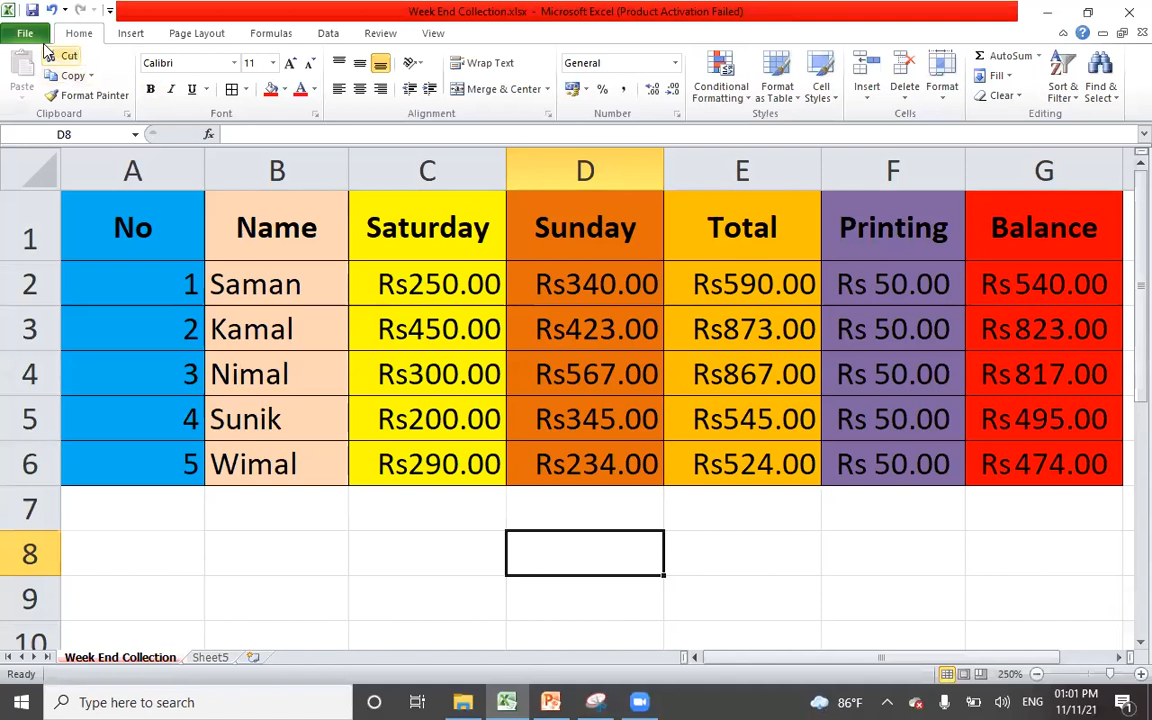 Week End Collection.xlsx - Microsoft Excel (Product Activation Failed)
File Home Insert Page Layout Formulas Data Review View
Paste Cut Copy Format Painter
Calibri 11 B I U A A A
Wrap Text Merge & Center
General % ,
Conditional Formatting Format as Table Cell Styles
Insert Delete Format
AutoSum Fill Clear Sort & Filter Find & Select
Clipboard Font Alignment Number Styles Cells Editing
D8 fx
A B C D E F G
1 No Name Saturday Sunday Total Printing Balance
2 1 Saman Rs250.00 Rs340.00 Rs590.00 Rs 50.00 Rs 540.00
3 2 Kamal Rs450.00 Rs423.00 Rs873.00 Rs 50.00 Rs 823.00
4 3 Nimal Rs300.00 Rs567.00 Rs867.00 Rs 50.00 Rs 817.00
5 4 Sunik Rs200.00 Rs345.00 Rs545.00 Rs 50.00 Rs 495.00
6 5 Wimal Rs290.00 Rs234.00 Rs524.00 Rs 50.00 Rs 474.00
7
8
9
10
Week End Collection Sheet5
Ready 250%
Type here to search 86°F ENG 01:01 PM
11/11/21